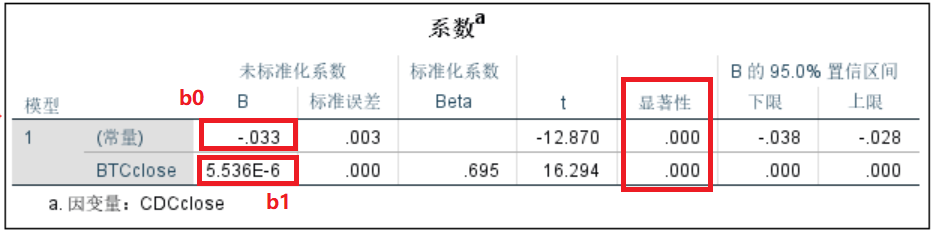 系数a
未标准化系数 标准化系数 B 的 95.0% 置信区间
b0
模型 B 标准误差 Beta t 显著性 下限 上限
1 (常量) -.033 .003 -12.870 .000 -.038 -.028
BTCclose 5.536E-6 .000 .695 16.294 .000 .000 .000
a. 因变量：CDCclose b1